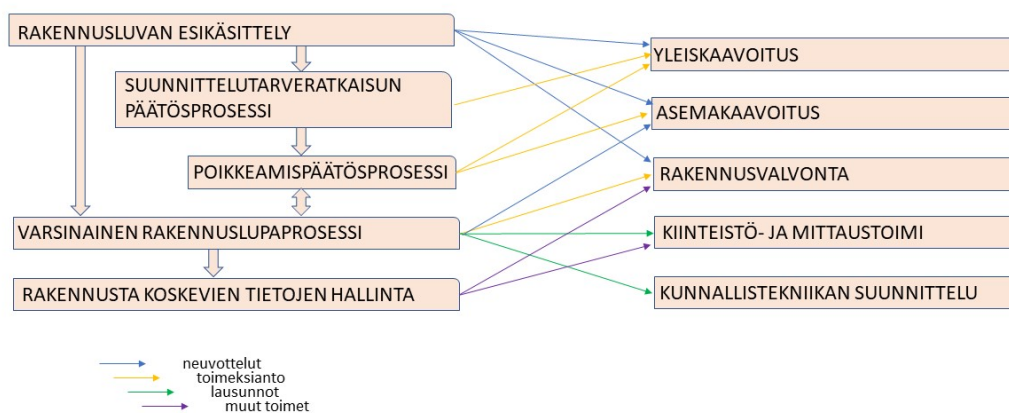 RAKENNUSLUVAN ESIKÄSITTELY
SUUNNITTELUTARVERATKAISUN
PÄÄTÖSPROSESSI
POIKKEAMISPÄÄTÖSPROSESSI
VARSINAINEN RAKENNUSLUPAPROSESSI
RAKENNUSTA KOSKEVIEN TIETOJEN HALLINTA
YLEISKAAVOITUS
ASEMAKAAVOITUS
RAKENNUSVALVONTA
KIINTEISTÖ- JA MITTAUSTOIMI
KUNNALLISTEKNIIKAN SUUNNITTELU
neuvottelut
toimeksianto
lausunnot
muut toimet